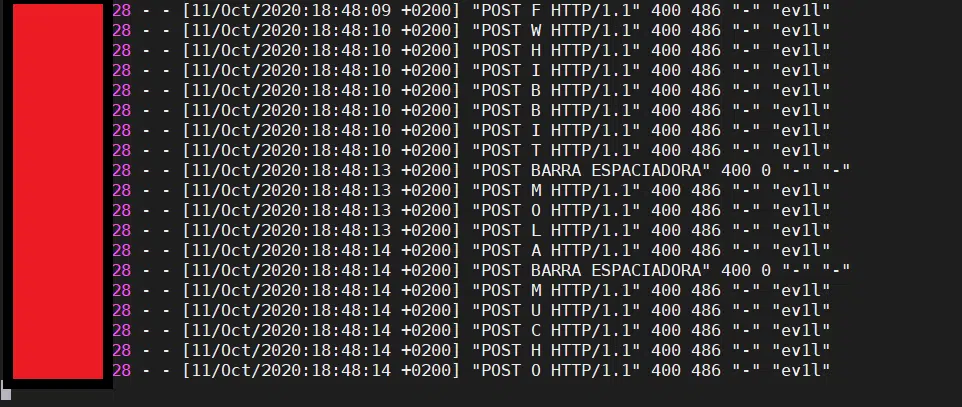 28 - - [11/Oct/2020:18:48:09 +0200] "POST F HTTP/1.1" 400 486 "-" "ev1l"
28 - - [11/Oct/2020:18:48:10 +0200] "POST W HTTP/1.1" 400 486 "-" "ev1l"
28 - - [11/Oct/2020:18:48:10 +0200] "POST H HTTP/1.1" 400 486 "-" "ev1l"
28 - - [11/Oct/2020:18:48:10 +0200] "POST I HTTP/1.1" 400 486 "-" "ev1l"
28 - - [11/Oct/2020:18:48:10 +0200] "POST B HTTP/1.1" 400 486 "-" "ev1l"
28 - - [11/Oct/2020:18:48:10 +0200] "POST B HTTP/1.1" 400 486 "-" "ev1l"
28 - - [11/Oct/2020:18:48:10 +0200] "POST I HTTP/1.1" 400 486 "-" "ev1l"
28 - - [11/Oct/2020:18:48:10 +0200] "POST T HTTP/1.1" 400 486 "-" "ev1l"
28 - - [11/Oct/2020:18:48:13 +0200] "POST BARRA ESPACIADORA" 400 0 "-" "-"
28 - - [11/Oct/2020:18:48:13 +0200] "POST M HTTP/1.1" 400 486 "-" "ev1l"
28 - - [11/Oct/2020:18:48:13 +0200] "POST O HTTP/1.1" 400 486 "-" "ev1l"
28 - - [11/Oct/2020:18:48:13 +0200] "POST L HTTP/1.1" 400 486 "-" "ev1l"
28 - - [11/Oct/2020:18:48:14 +0200] "POST A HTTP/1.1" 400 486 "-" "ev1l"
28 - - [11/Oct/2020:18:48:14 +0200] "POST BARRA ESPACIADORA" 400 0 "-" "-"
28 - - [11/Oct/2020:18:48:14 +0200] "POST M HTTP/1.1" 400 486 "-" "ev1l"
28 - - [11/Oct/2020:18:48:14 +0200] "POST U HTTP/1.1" 400 486 "-" "ev1l"
28 - - [11/Oct/2020:18:48:14 +0200] "POST C HTTP/1.1" 400 486 "-" "ev1l"
28 - - [11/Oct/2020:18:48:14 +0200] "POST H HTTP/1.1" 400 486 "-" "ev1l"
28 - - [11/Oct/2020:18:48:14 +0200] "POST O HTTP/1.1" 400 486 "-" "ev1l"